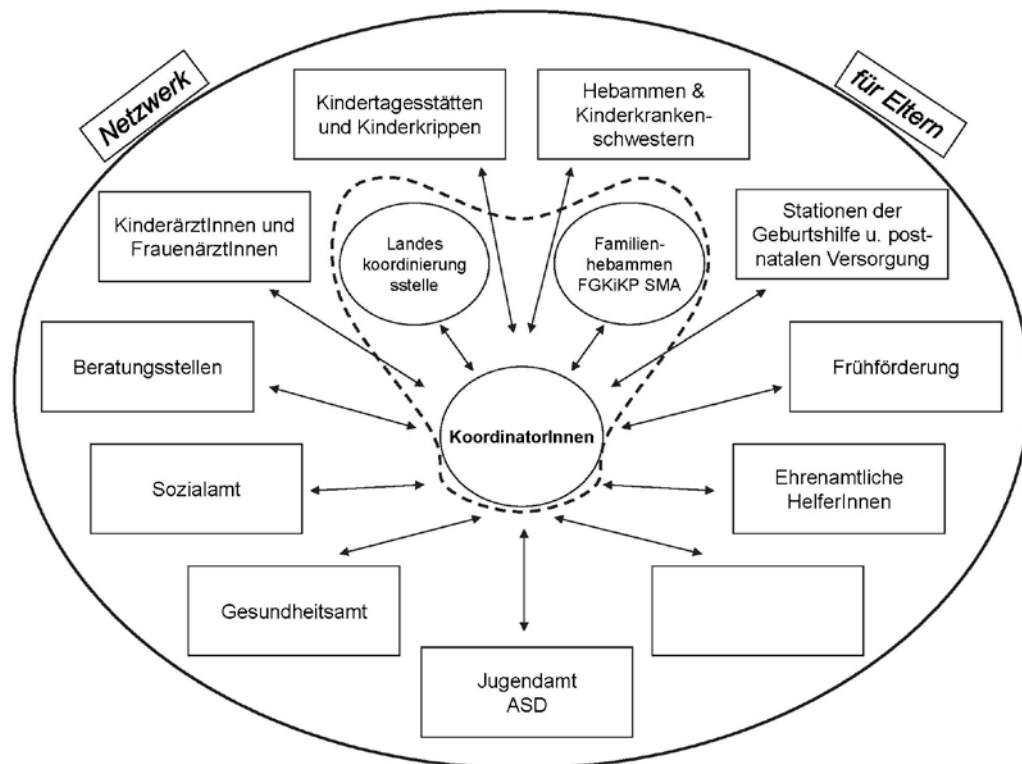 Netzwerk
für Eltern
Kindertagesstätten
und Kinderkrippen
Hebammen &
Kinderkranken-
schwestern
KinderärztInnen und
FrauenärztInnen
Landes
koordinierung
sstelle
Familien-
hebammen
FGKiKP SMA
Stationen der
Geburtshilfe u. post-
natalen Versorgung
Beratungsstellen
Frühförderung
KoordinatorInnen
Sozialamt
Ehrenamtliche
HelferInnen
Gesundheitsamt
Jugendamt
ASD